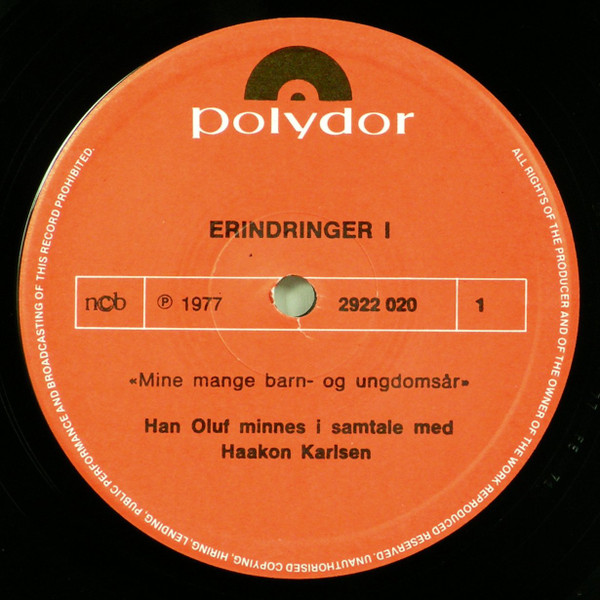 polydor
ERINDRINGER I
ncb ℗ 1977 2922 020 1
«Mine mange barn- og ungdomsår»
Han Oluf minnes i samtale med
Haakon Karlsen
ALL RIGHTS OF THE PRODUCER AND OF THE OWNER OF THE WORK REPRODUCED RESERVED. UNAUTHORISED COPYING, HIRING, LENDING, PUBLIC PERFORMANCE AND BROADCASTING OF THIS RECORD PROHIBITED.